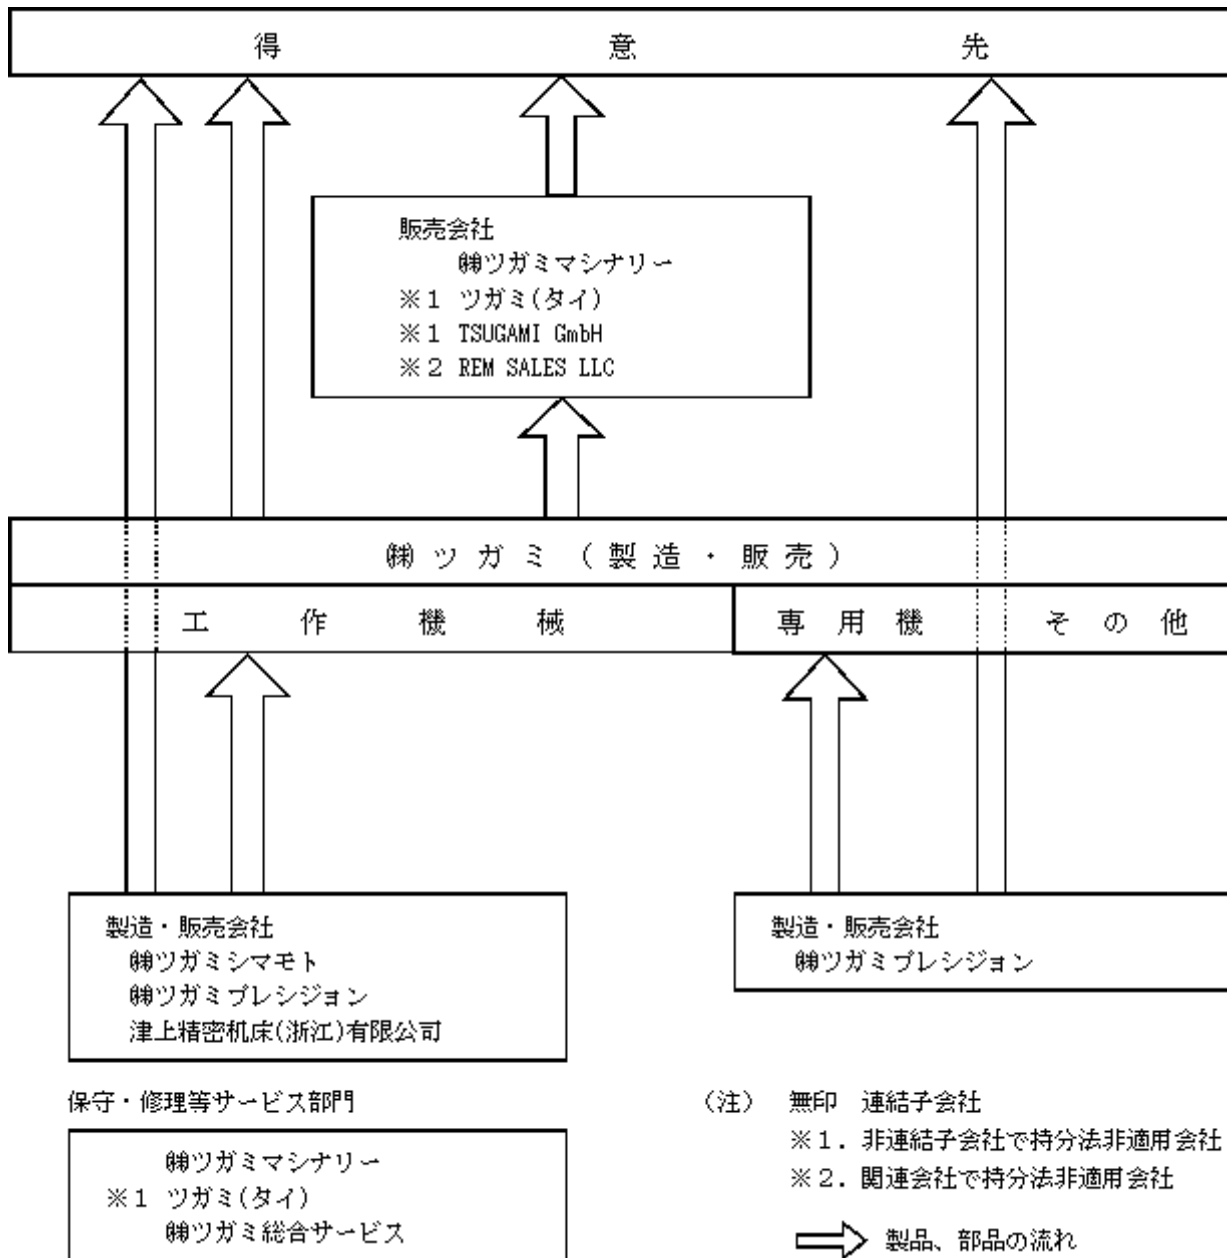 得意先
販売会社
㈱ツガミマシナリー
※1 ツガミ(タイ)
※1 TSUGAMI GmbH
※2 REM SALES LLC
㈱ツガミ(製造・販売)
工作機械
専用機 その他
製造・販売会社
㈱ツガミシマモト
㈱ツガミプレシジョン
津上精密机床(浙江)有限公司
製造・販売会社
㈱ツガミプレシジョン
保守・修理等サービス部門
㈱ツガミマシナリー
※1 ツガミ(タイ)
㈱ツガミ総合サービス
(注) 無印 連結子会社
※1.非連結子会社で持分法非適用会社
※2.関連会社で持分法非適用会社
製品、部品の流れ